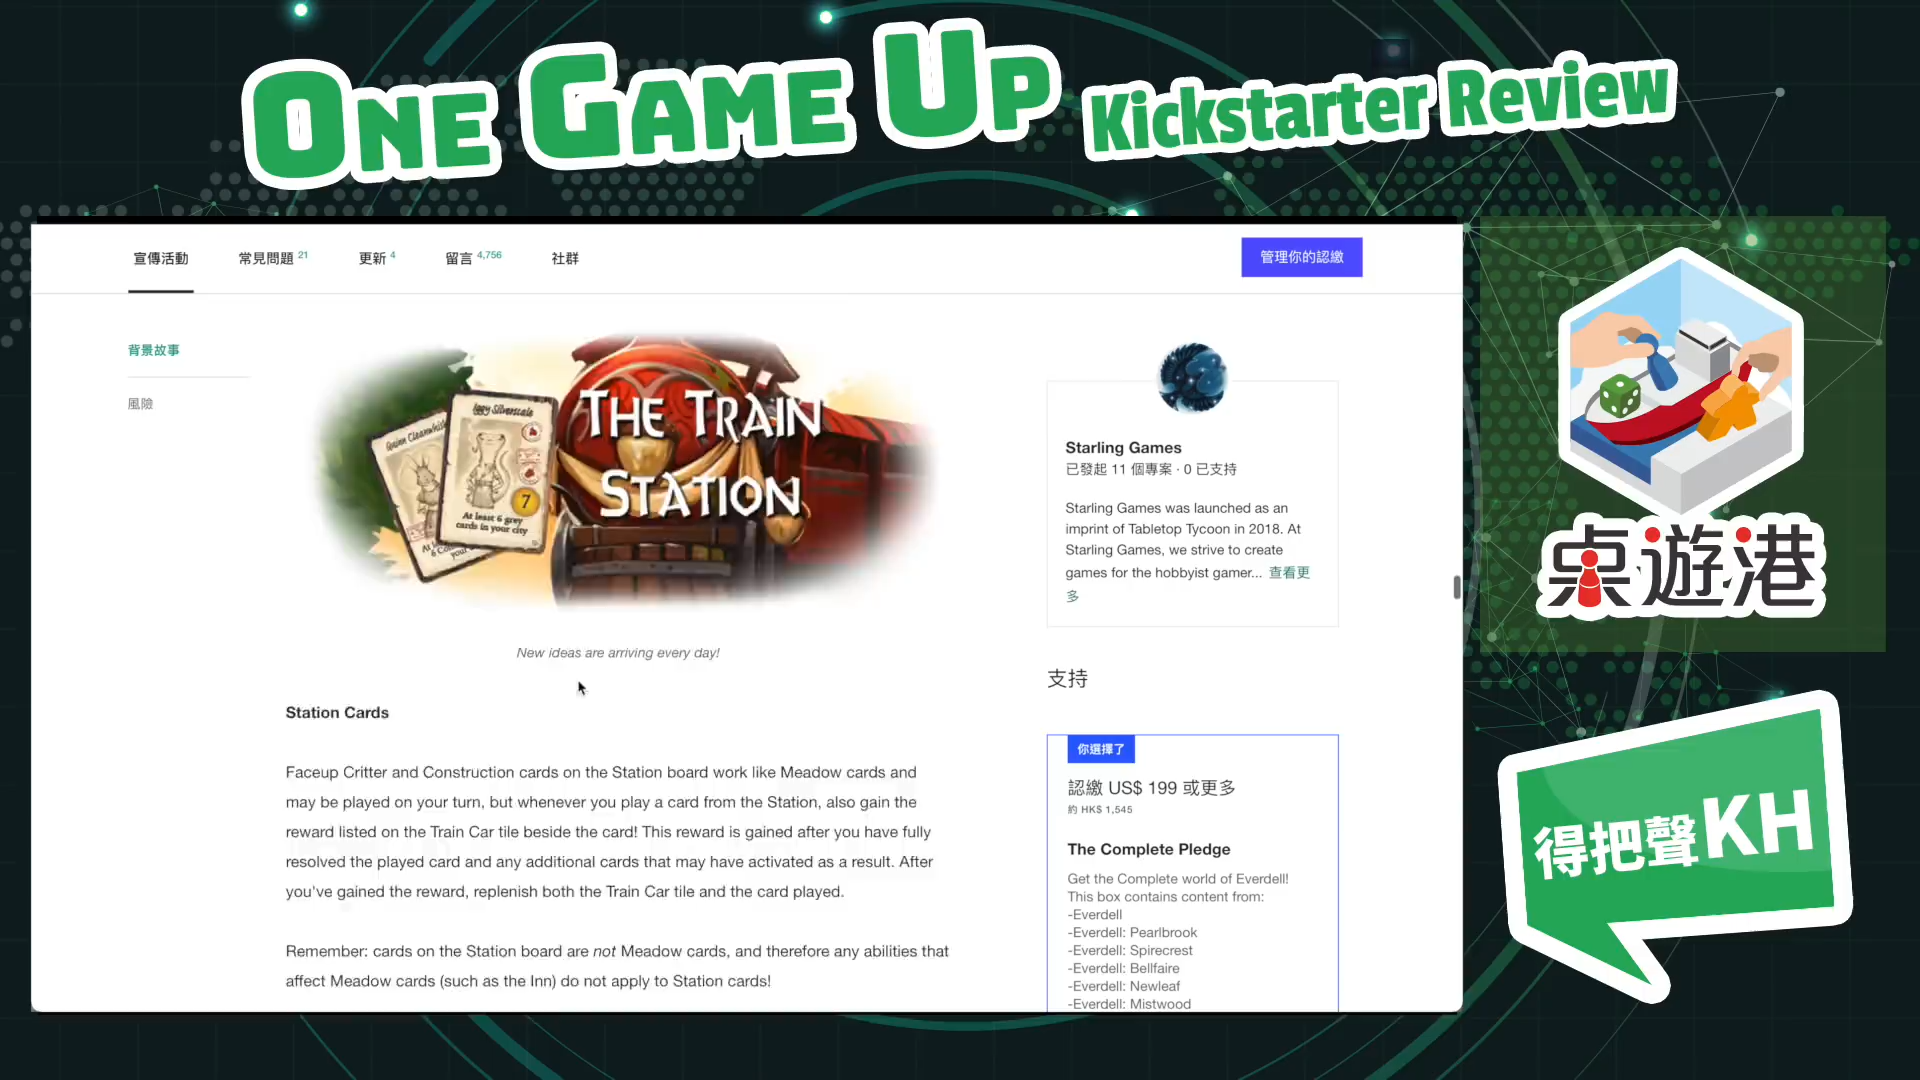 ONE GAME UP Kickstarter Review
宣傳活動
常見問題 21
更新 4
留言 4,756
社群
管理你的認繳
背景故事
風險
Quinn Cleanwhisk
Iggy Silverscale
7
At least 6 grey
cards in your city
THE TRAIN
STATION
New ideas are arriving every day!
Station Cards
Faceup Critter and Construction cards on the Station board work like Meadow cards and
may be played on your turn, but whenever you play a card from the Station, also gain the
reward listed on the Train Car tile beside the card! This reward is gained after you have fully
resolved the played card and any additional cards that may have activated as a result. After
you've gained the reward, replenish both the Train Car tile and the card played.
Remember: cards on the Station board are not Meadow cards, and therefore any abilities that
affect Meadow cards (such as the Inn) do not apply to Station cards!
Starling Games
已發起 11 個專案 · 0 已支持
Starling Games was launched as an
imprint of Tabletop Tycoon in 2018. At
Starling Games, we strive to create
games for the hobbyist gamer... 查看更
多
支持
你選擇了
認繳 US$ 199 或更多
約 HK$ 1,545
The Complete Pledge
Get the Complete world of Everdell!
This box contains content from:
-Everdell
-Everdell: Pearlbrook
-Everdell: Spirecrest
-Everdell: Bellfaire
-Everdell: Newleaf
-Everdell: Mistwood
桌遊港
得把聲KH